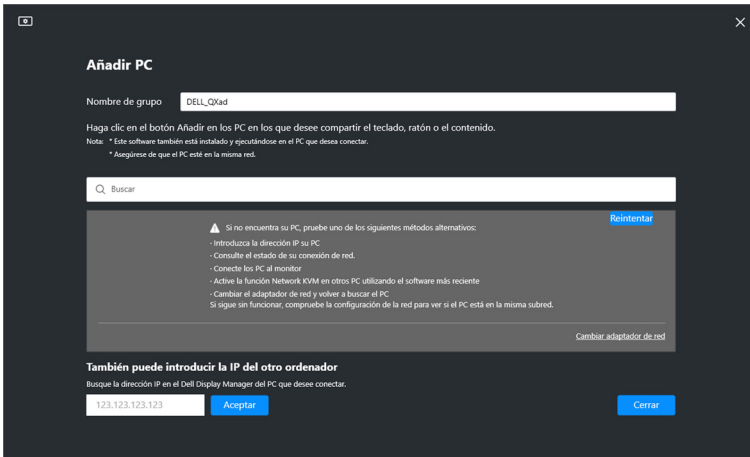 Añadir PC
Nombre de grupo DELL_QXad
Haga clic en el botón Añadir en los PC en los que desee compartir el teclado, ratón o el contenido.
Nota: * Este software también está instalado y ejecutándose en el PC que desea conectar.
* Asegúrese de que el PC esté en la misma red.
Buscar
Reintentar
Si no encuentra su PC, pruebe uno de los siguientes métodos alternativos:
· Introduzca la dirección IP su PC
· Consulte el estado de su conexión de red.
· Conecte los PC al monitor
· Active la función Network KVM en otros PC utilizando el software más reciente
· Cambiar el adaptador de red y volver a buscar el PC
Si sigue sin funcionar, compruebe la configuración de la red para ver si el PC está en la misma subred.
Cambiar adaptador de red
También puede introducir la IP del otro ordenador
Busque la dirección IP en el Dell Display Manager del PC que desee conectar.
123.123.123.123 Aceptar Cerrar